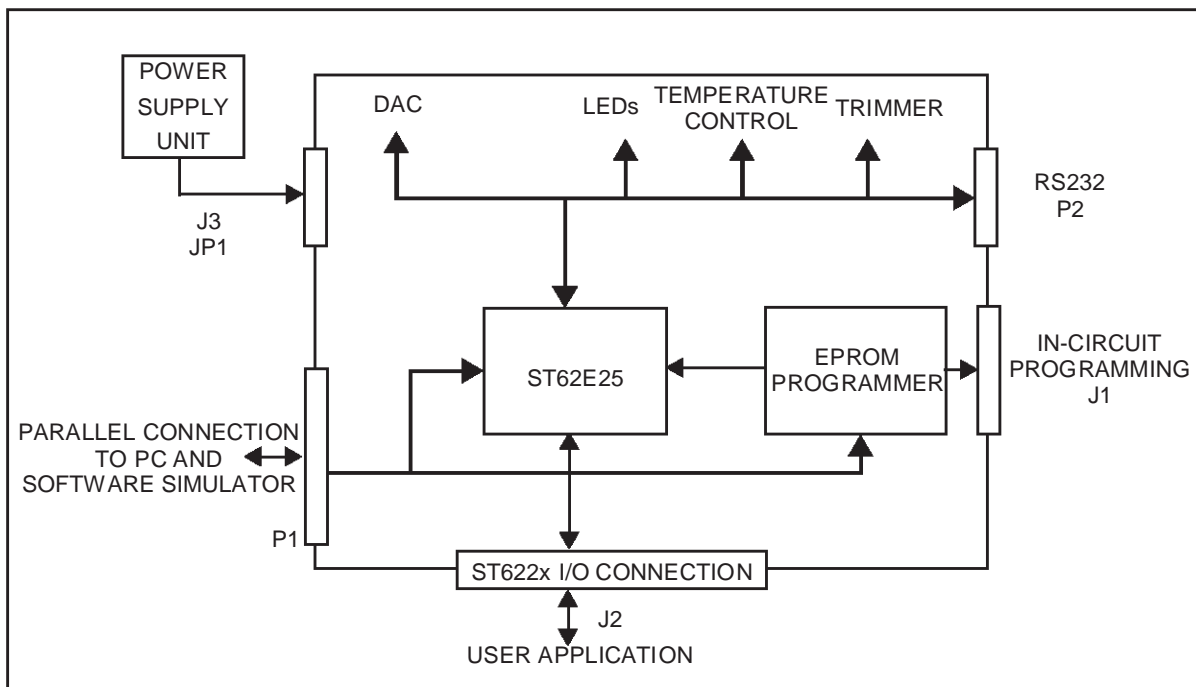 POWER
SUPPLY
UNIT
DAC
LEDs
TEMPERATURE
CONTROL
TRIMMER
J3
JP1
RS232
P2
ST62E25
EPROM
PROGRAMMER
IN-CIRCUIT
PROGRAMMING
J1
PARALLEL CONNECTION
TO PC AND
SOFTWARE SIMULATOR
P1
ST622x I/O CONNECTION
J2
USER APPLICATION